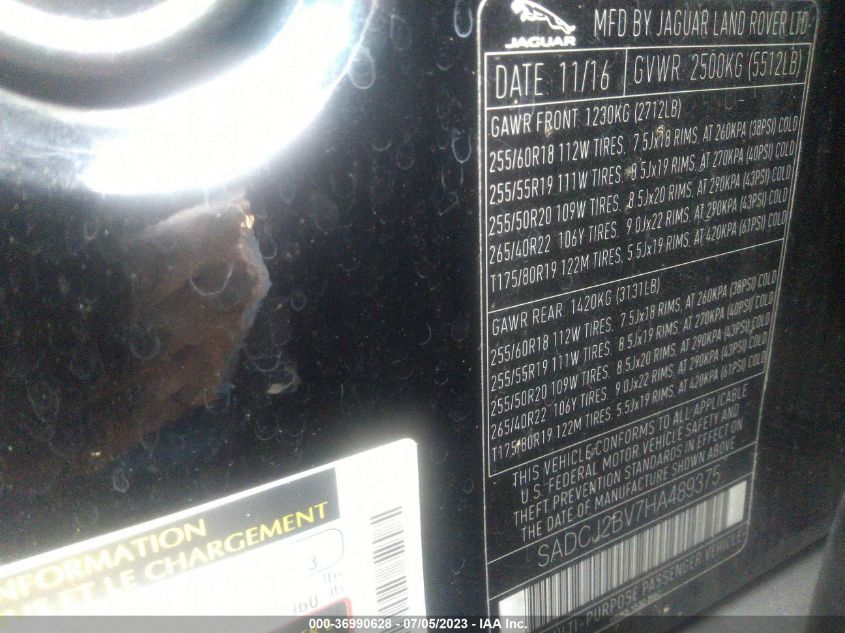 JAGUAR
MFD BY JAGUAR LAND ROVER LTD
DATE: 11/16
GVWR: 2500KG (5512LB)
GAWR FRONT: 1230KG (2712LB)
255/60R18 112W TIRES, 7.5Jx18 RIMS, AT 260KPA (38PSI) COLD
255/55R19 111W TIRES, 8.5Jx19 RIMS, AT 270KPA (40PSI) COLD
255/50R20 109W TIRES, 8.5Jx20 RIMS, AT 290KPA (43PSI) COLD
265/40R22 106Y TIRES, 9.0Jx22 RIMS, AT 290KPA (43PSI) COLD
T175/80R19 122M TIRES, 5.5Jx19 RIMS, AT 420KPA (61PSI) COLD
GAWR REAR: 1420KG (3131LB)
255/60R18 112W TIRES, 7.5Jx18 RIMS, AT 260KPA (38PSI) COLD
255/55R19 111W TIRES, 8.5Jx19 RIMS, AT 270KPA (40PSI) COLD
255/50R20 109W TIRES, 8.5Jx20 RIMS, AT 290KPA (43PSI) COLD
265/40R22 106Y TIRES, 9.0Jx22 RIMS, AT 290KPA (43PSI) COLD
T175/80R19 122M TIRES, 5.5Jx19 RIMS, AT 420KPA (61PSI) COLD
THIS VEHICLE CONFORMS TO ALL APPLICABLE
U.S. FEDERAL MOTOR VEHICLE SAFETY AND
THEFT PREVENTION STANDARDS IN EFFECT ON
THE DATE OF MANUFACTURE SHOWN ABOVE
SADCJ2BV7HA489375
MULTI-PURPOSE PASSENGER VEHICLE
INFORMATION
ET LE CHARGEMENT
3
000-36990628 - 07/05/2023 - IAA Inc.